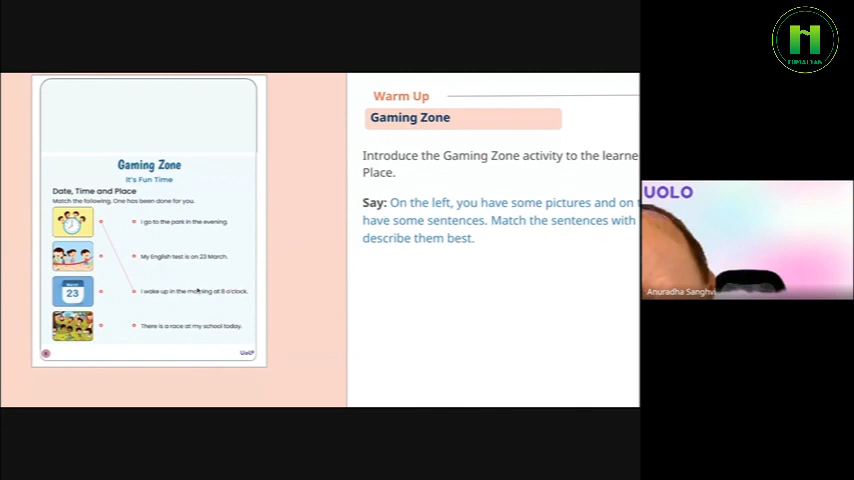 Gaming Zone
It's Fun Time
Date, Time and Place
Match the following. One has been done for you.
I go to the park in the evening.
My English test is on 23 March.
23
I wake up in the morning at 8 o'clock.
There is a race at my school today.
UOLO
Warm Up
Gaming Zone
Introduce the Gaming Zone activity to the learne
Place.
Say: On the left, you have some pictures and on t
have some sentences. Match the sentences with
describe them best.
UOLO
Anuradha Sanghvi